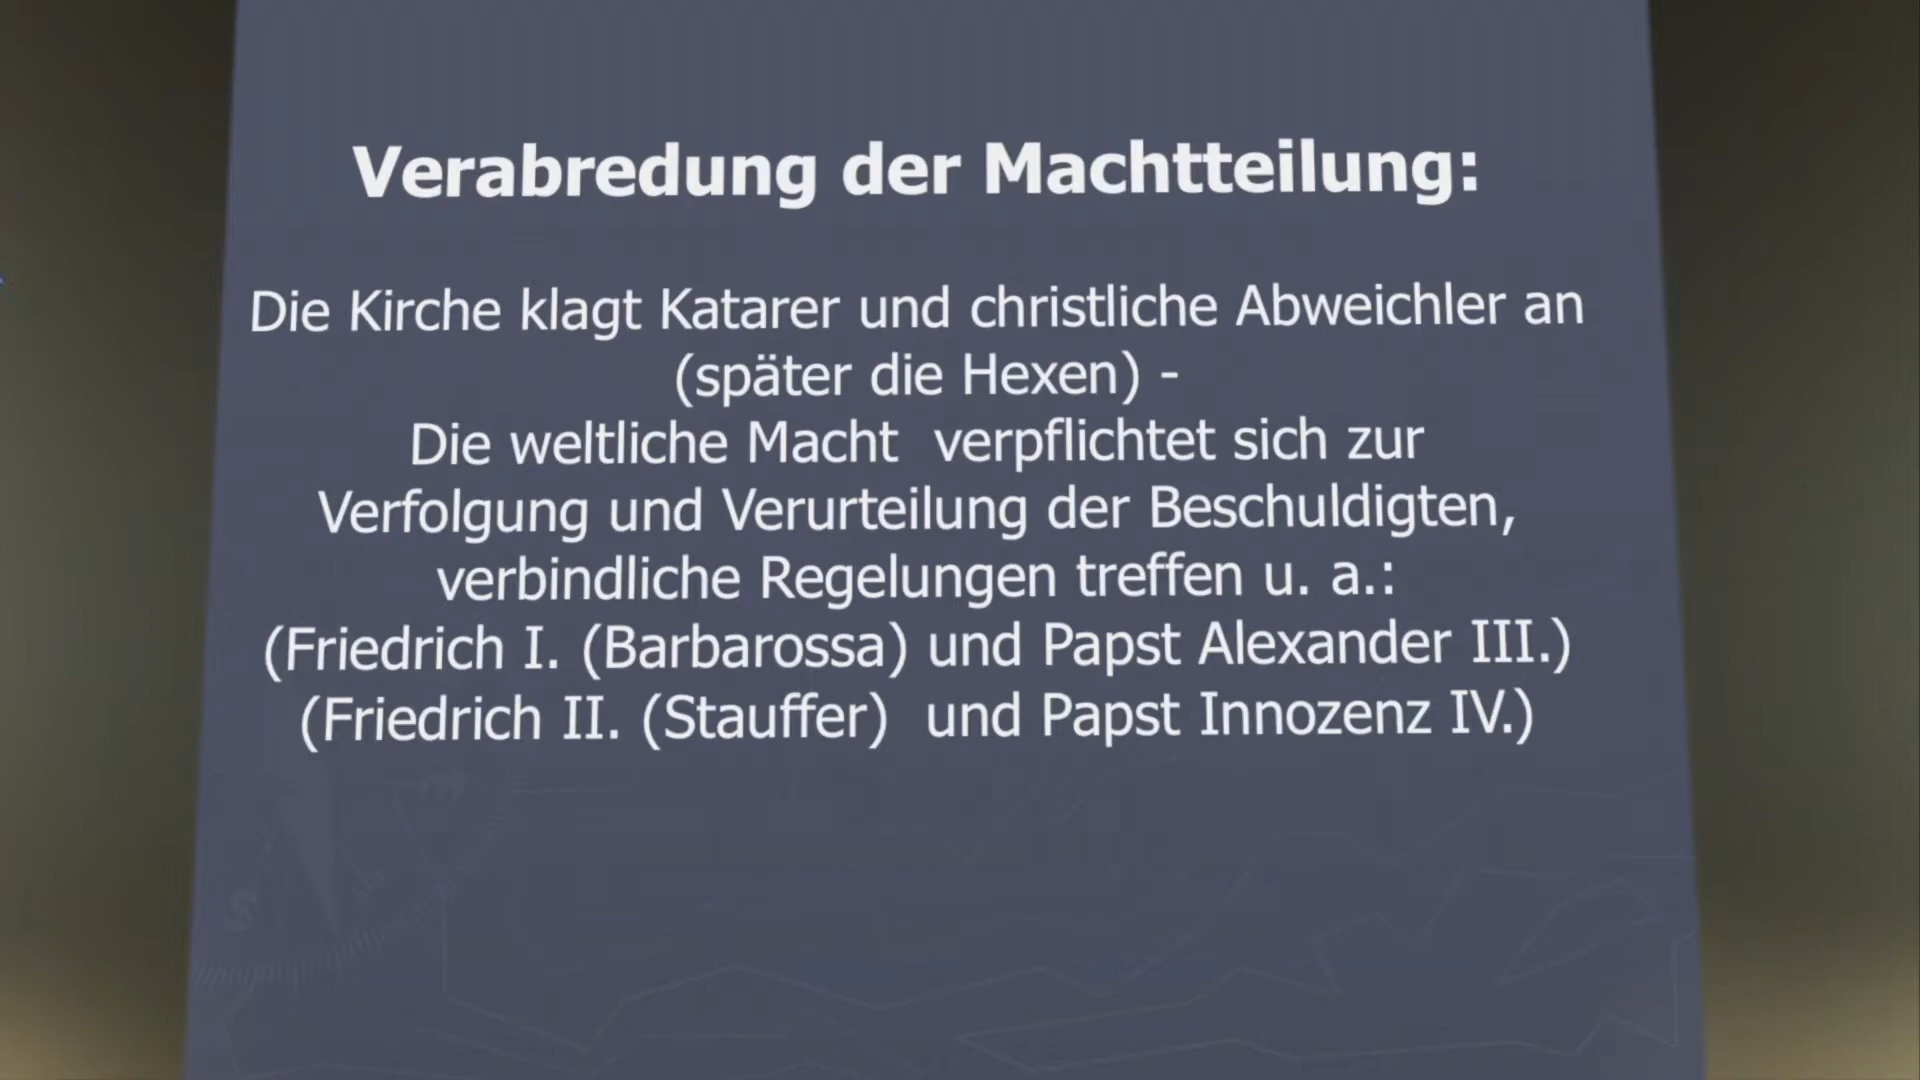 Verabredung der Machtteilung:
Die Kirche klagt Katarer und christliche Abweichler an
(später die Hexen) -
Die weltliche Macht verpflichtet sich zur
Verfolgung und Verurteilung der Beschuldigten,
verbindliche Regelungen treffen u. a.:
(Friedrich I. (Barbarossa) und Papst Alexander III.)
(Friedrich II. (Stauffer) und Papst Innozenz IV.)
S